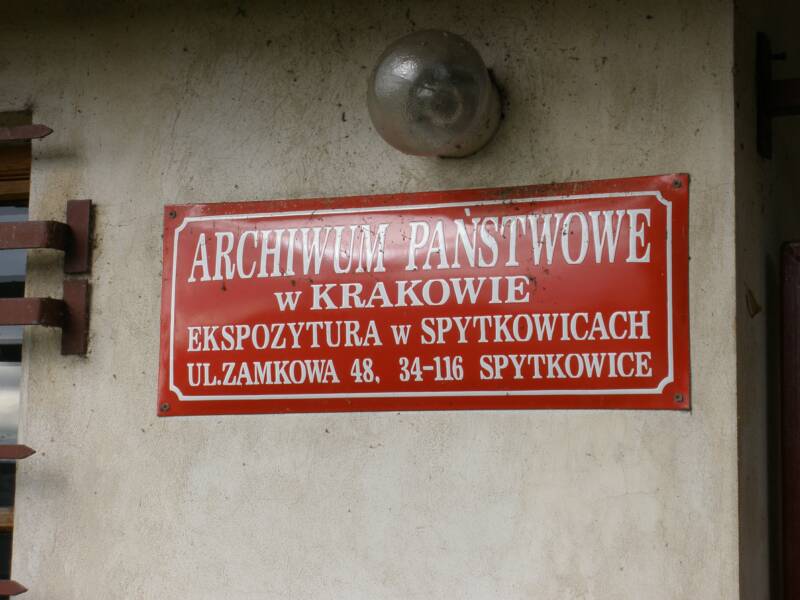 ARCHIWUM PAŃSTWOWE
w KRAKOWIE
EKSPOZYTURA w SPYTKOWICACH
UL.ZAMKOWA 48, 34-116 SPYTKOWICE